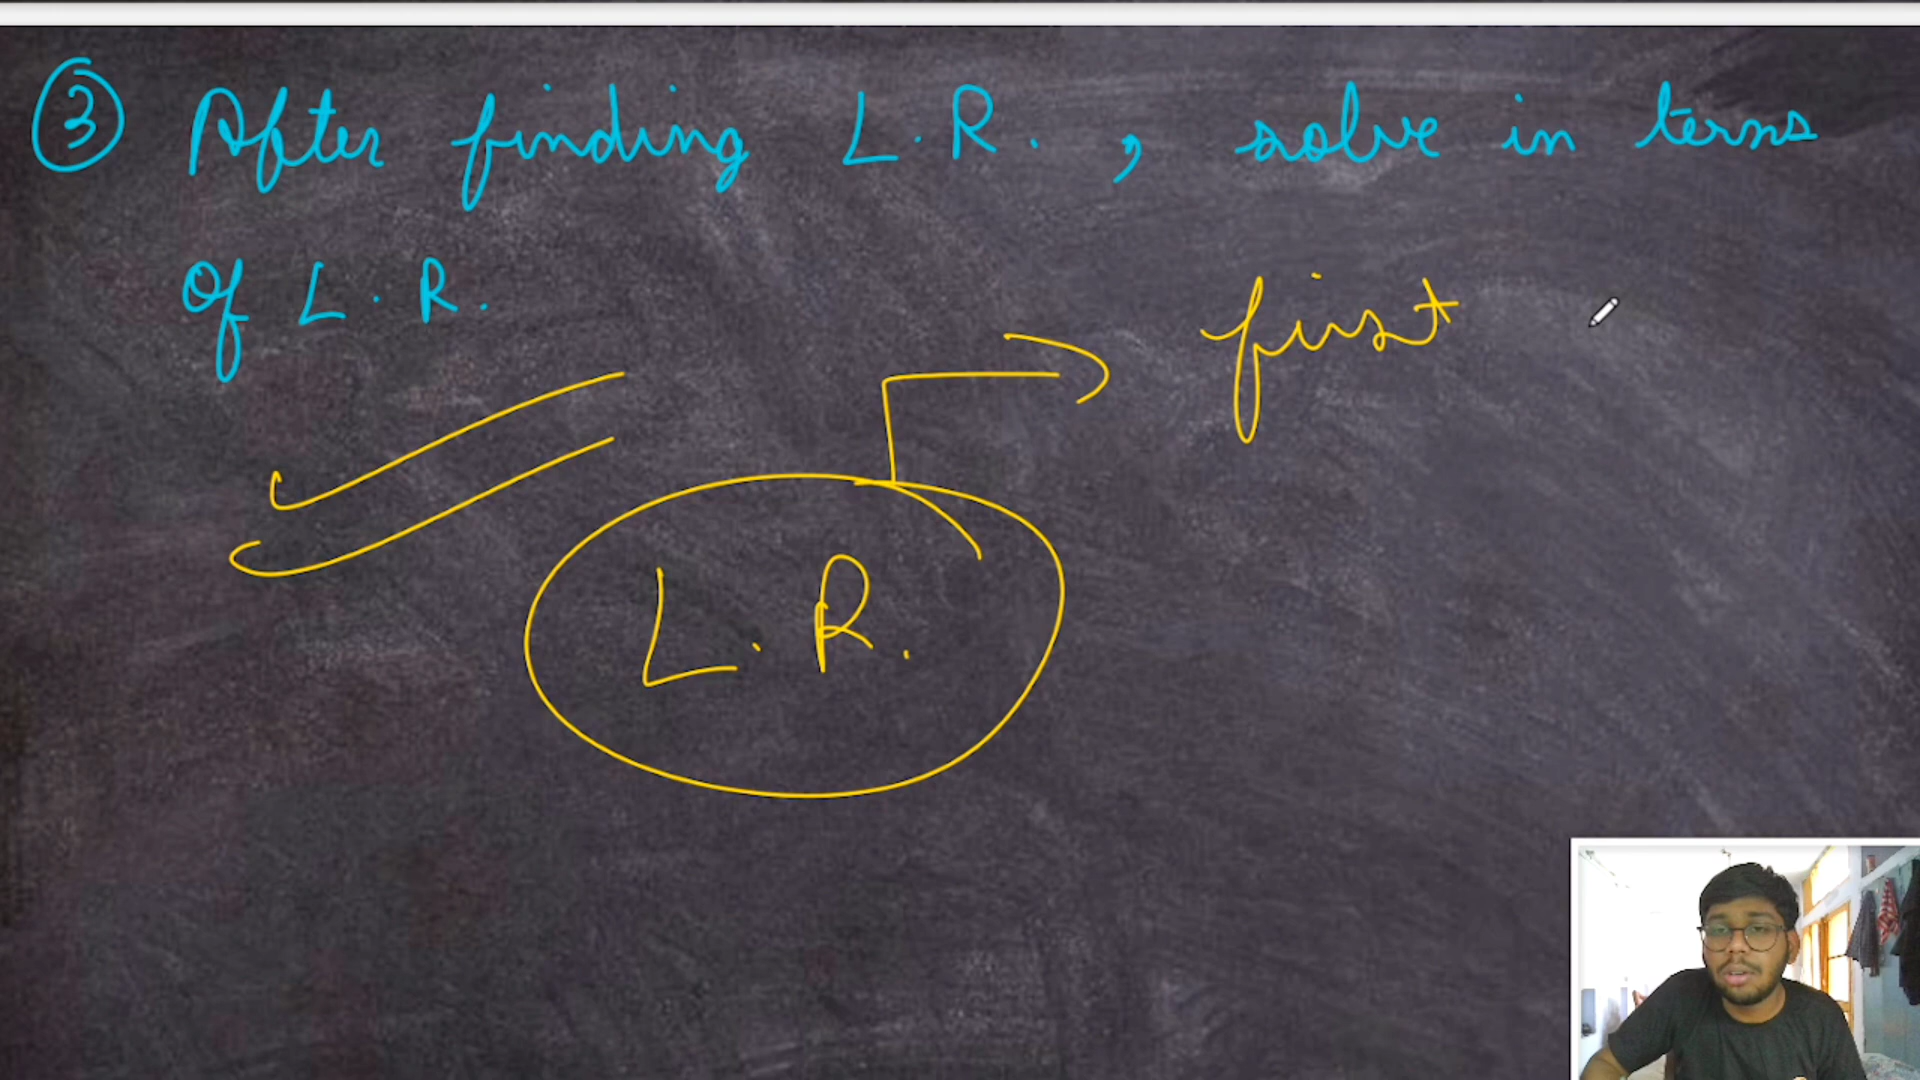 3 After finding L.R., solve in terms
of L.R.
first
L.R.